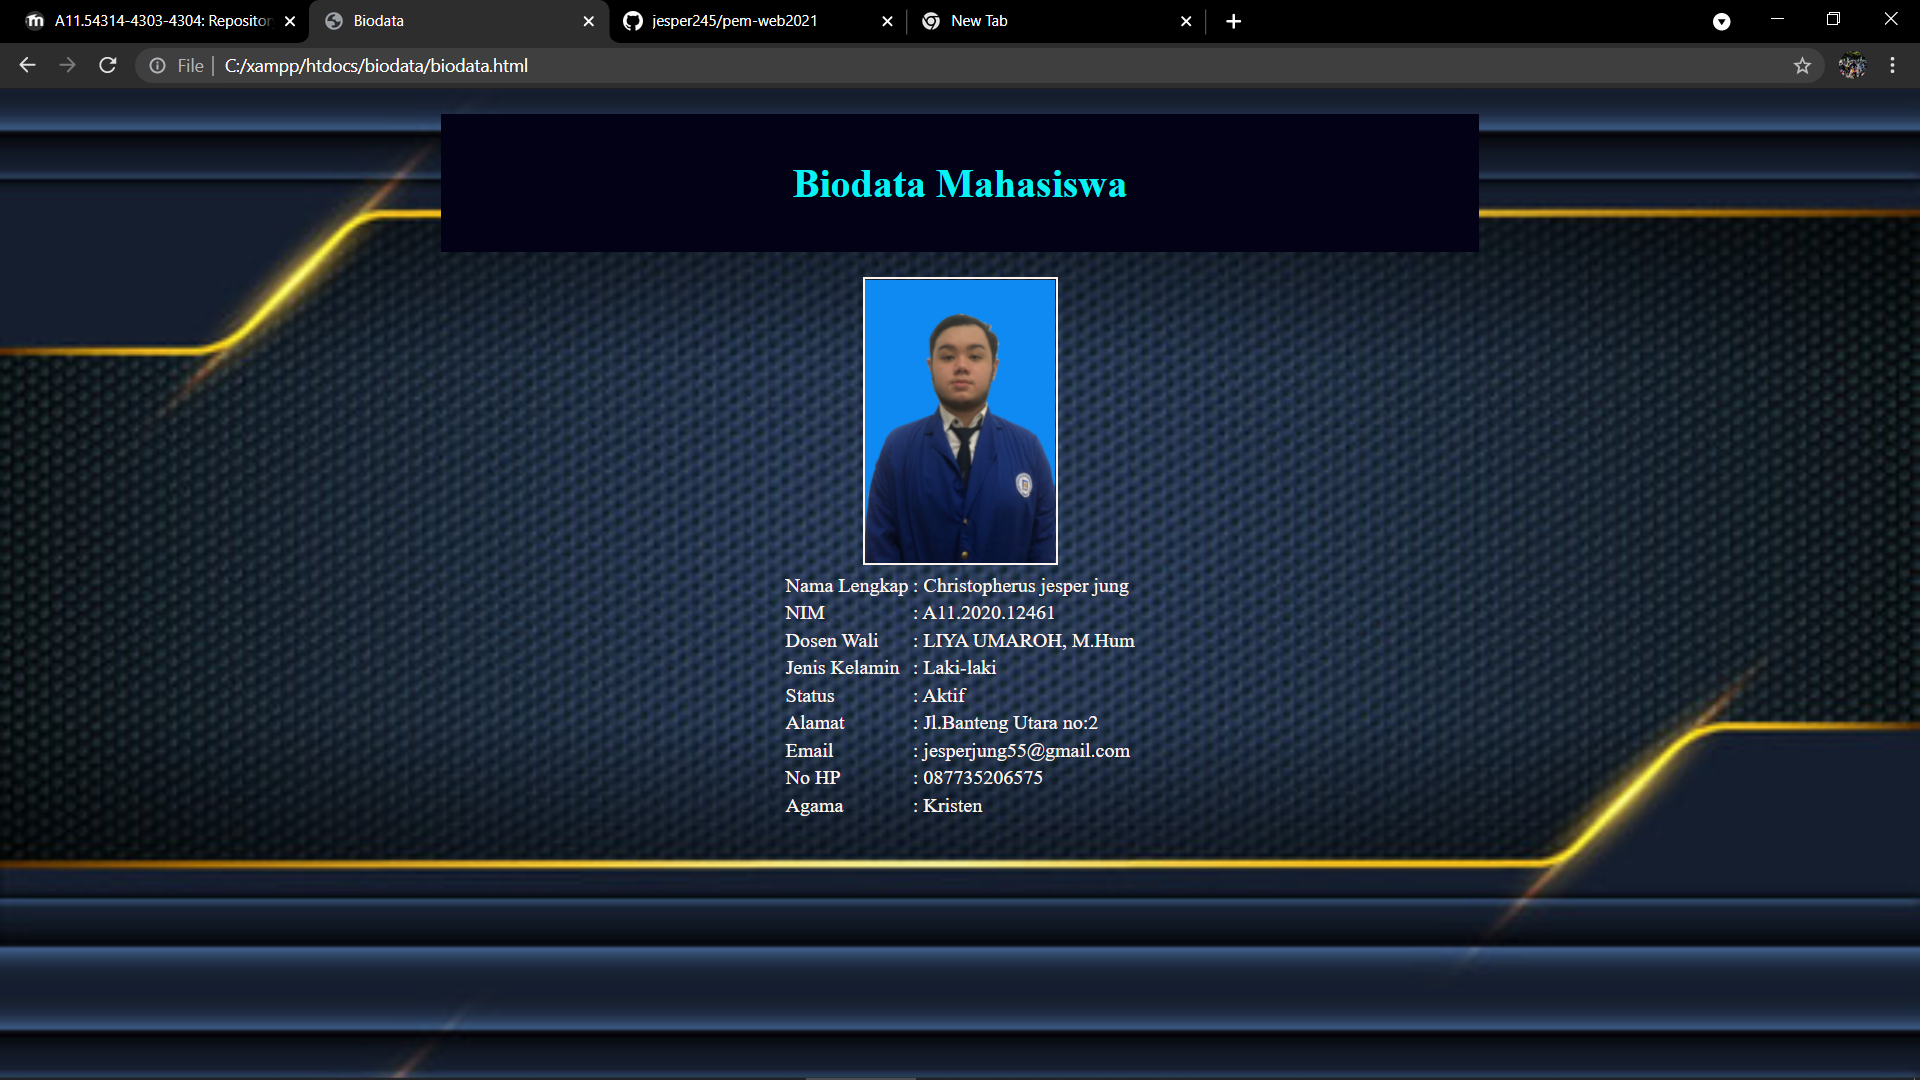 A11.54314-4303-4304: Repositor
Biodata
jesper245/pem-web2021
New Tab
File
C:/xampp/htdocs/biodata/biodata.html
Biodata Mahasiswa
Nama Lengkap : Christopherus jesper jung
NIM : A11.2020.12461
Dosen Wali : LIYA UMAROH, M.Hum
Jenis Kelamin : Laki-laki
Status : Aktif
Alamat : Jl.Banteng Utara no:2
Email : jesperjung55@gmail.com
No HP : 087735206575
Agama : Kristen